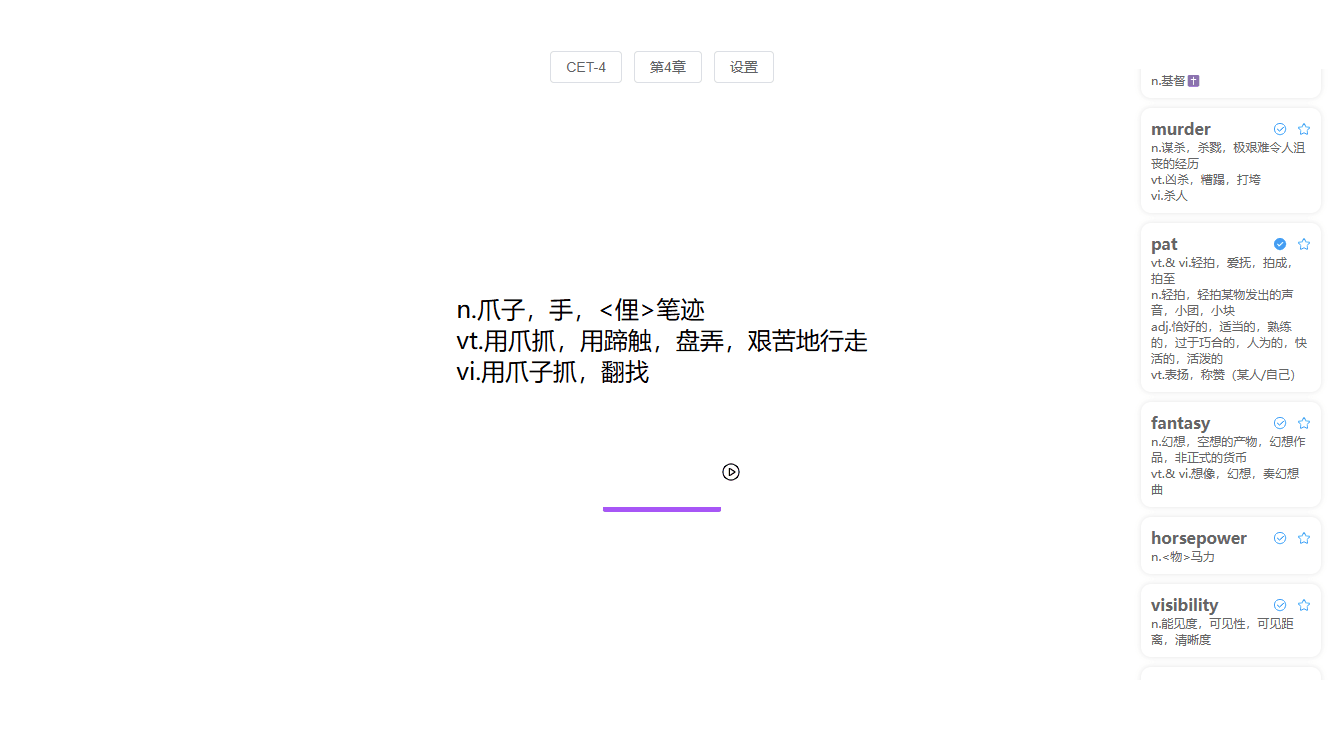 CET-4
第4章
设置
n.爪子，手，<俚>笔迹
vt.用爪抓，用蹄触，盘弄，艰苦地行走
vi.用爪子抓，翻找
n.基督✝️
murder
n.谋杀，杀戮，极艰难令人沮
丧的经历
vt.凶杀，糟蹋，打垮
vi.杀人
pat
vt.& vi.轻拍，爱抚，拍成，
拍至
n.轻拍，轻拍某物发出的声
音，小团，小块
adj.恰好的，适当的，熟练
的，过于巧合的，人为的，快
活的，活泼的
vt.表扬，称赞（某人/自己）
fantasy
n.幻想，空想的产物，幻想作
品，非正式的货币
vt.& vi.想像，幻想，奏幻想
曲
horsepower
n.<物>马力
visibility
n.能见度，可见性，可见距
离，清晰度